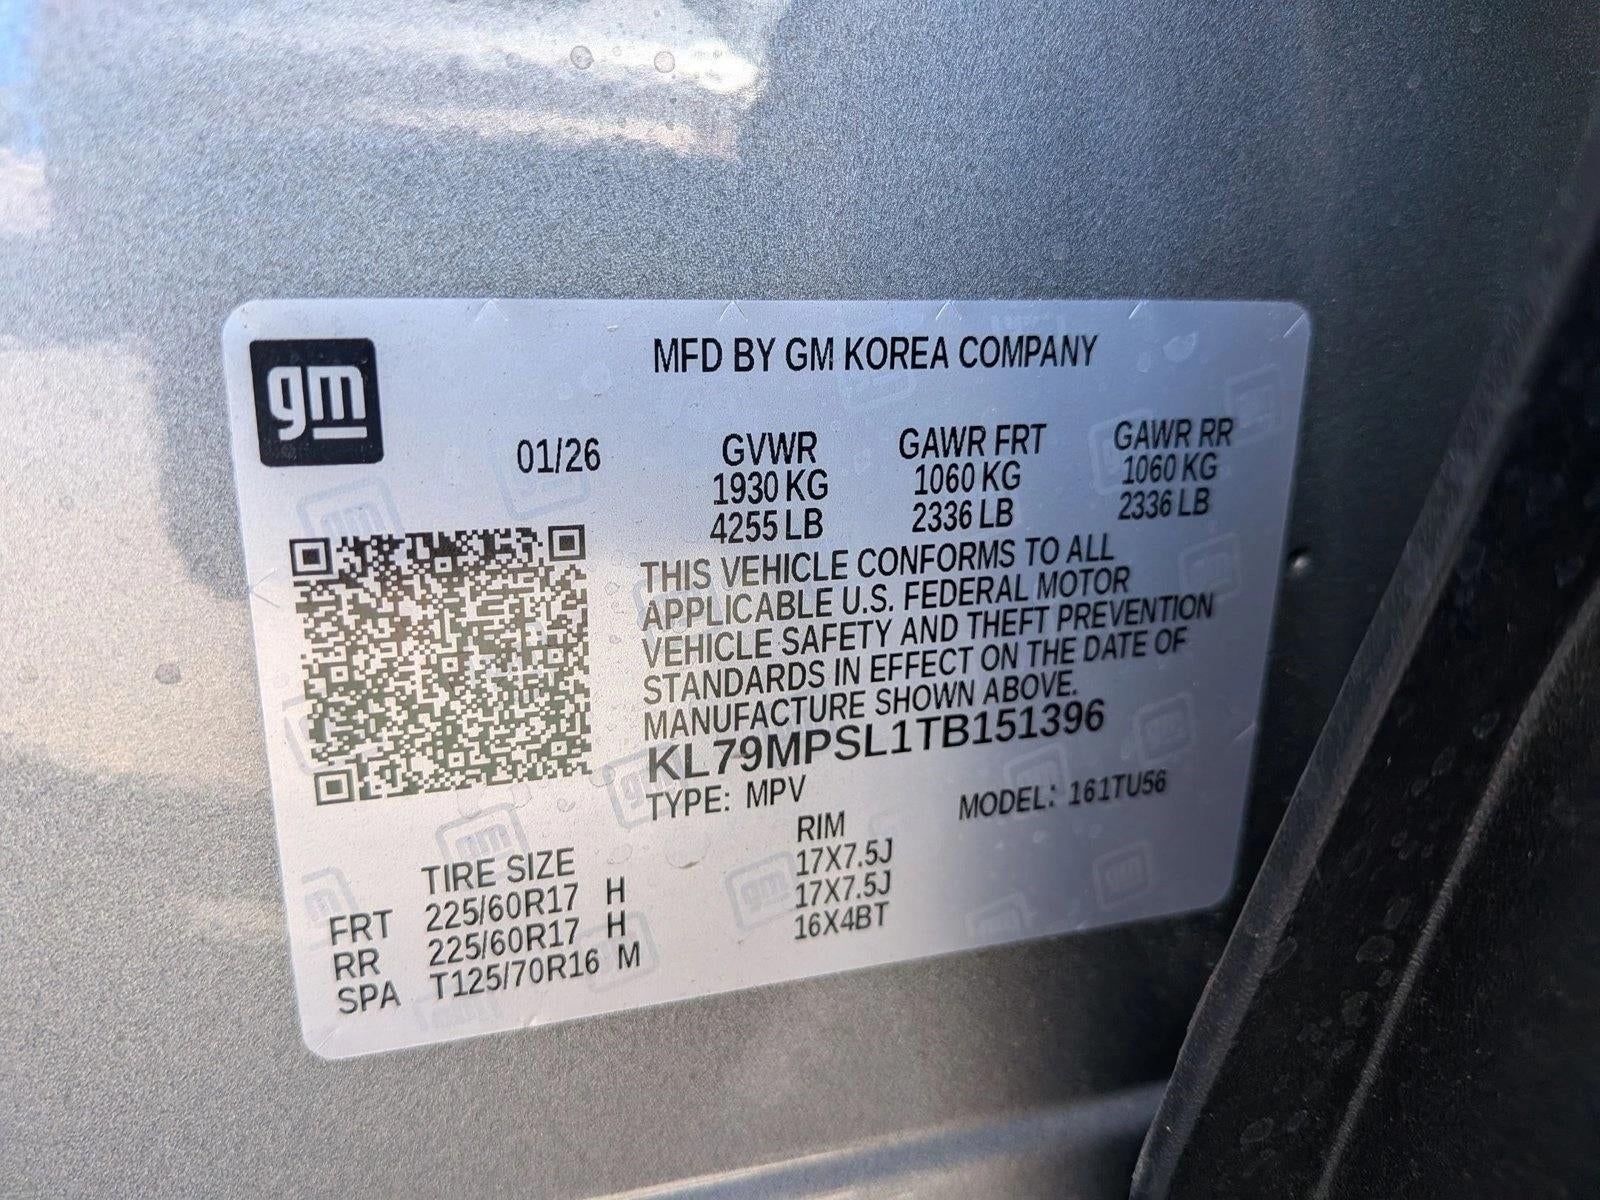 gm
MFD BY GM KOREA COMPANY
01/26
GVWR GAWR FRT GAWR RR
1930 KG 1060 KG 1060 KG
4255 LB 2336 LB 2336 LB
THIS VEHICLE CONFORMS TO ALL
APPLICABLE U.S. FEDERAL MOTOR
VEHICLE SAFETY AND THEFT PREVENTION
STANDARDS IN EFFECT ON THE DATE OF
MANUFACTURE SHOWN ABOVE.
KL79MPSL1TB151396
TYPE: MPV MODEL: 161TU56
TIRE SIZE RIM
FRT 225/60R17 H 17X7.5J
RR 225/60R17 H 17X7.5J
SPA T125/70R16 M 16X4BT